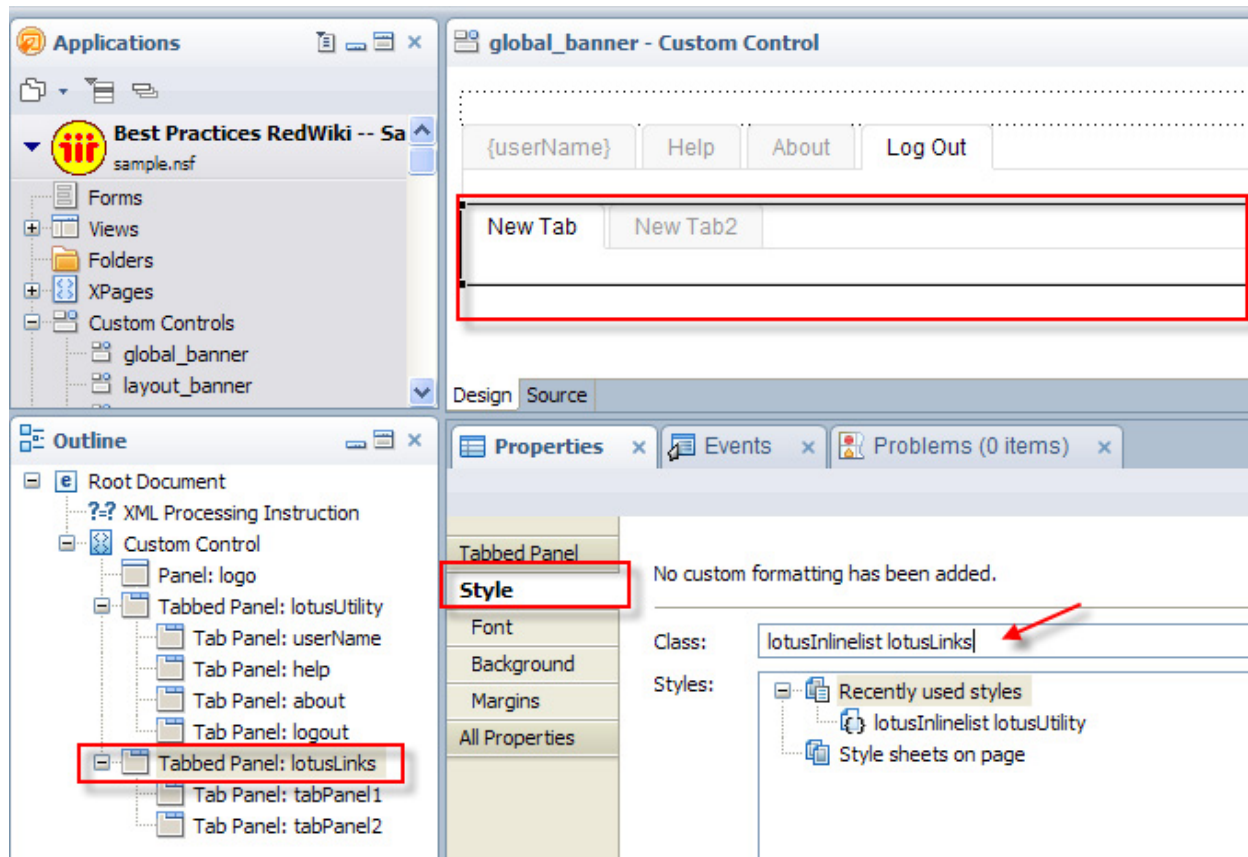 Applications
Best Practices RedWiki -- Sa
sample.nsf
Forms
Views
Folders
XPages
Custom Controls
global_banner
layout_banner
global_banner - Custom Control
{userName} Help About Log Out
New Tab New Tab2
Design Source
Outline
Root Document
?-? XML Processing Instruction
Custom Control
Panel: logo
Tabbed Panel: lotusUtility
Tab Panel: userName
Tab Panel: help
Tab Panel: about
Tab Panel: logout
Tabbed Panel: lotusLinks
Tab Panel: tabPanel1
Tab Panel: tabPanel2
Properties Events Problems (0 items)
Tabbed Panel
Style
Font
Background
Margins
All Properties
No custom formatting has been added.
Class: lotusInlinelist lotusLinks
Styles: Recently used styles
lotusInlinelist lotusUtility
Style sheets on page